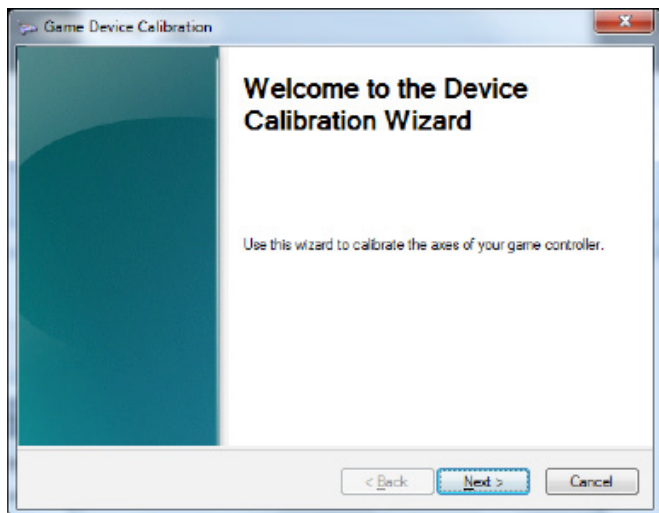 Game Device Calibration
Welcome to the Device
Calibration Wizard
Use this wizard to calibrate the axes of your game controller.
< Back
Next >
Cancel